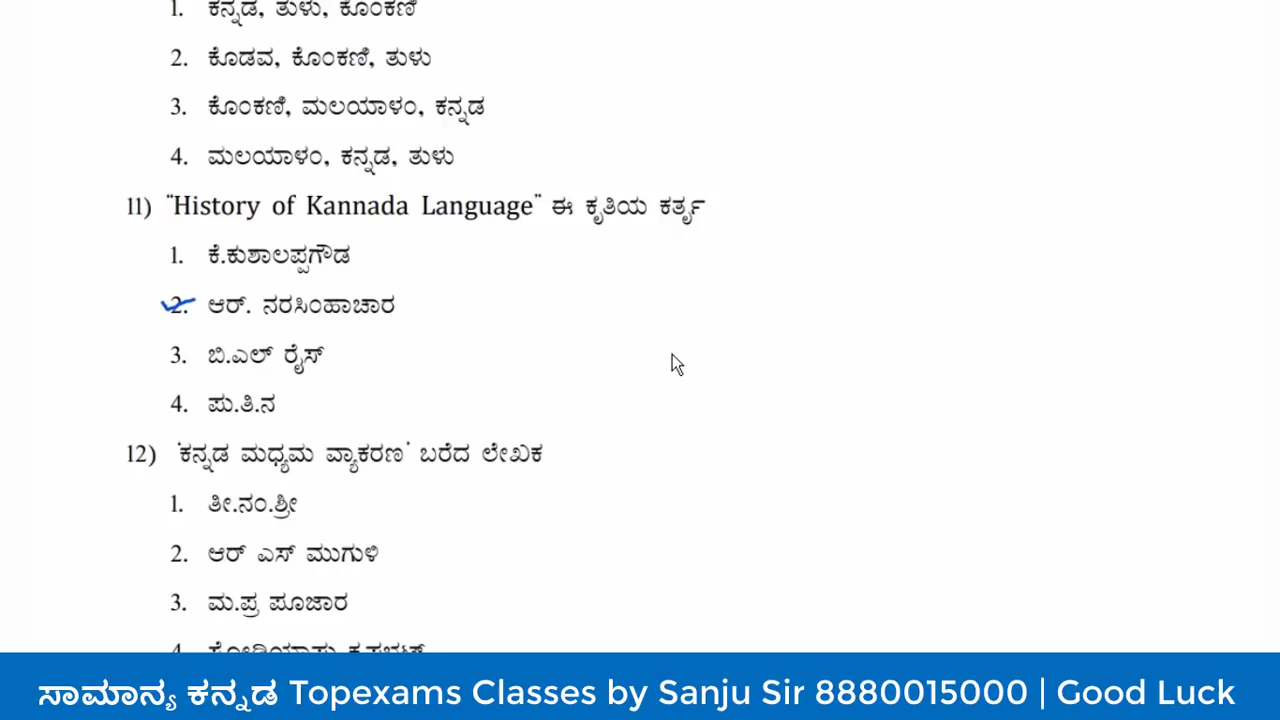 1. ಕನ್ನಡ, ತುಳು, ಕೊಂಕಣಿ
2. ಕೊಡವ, ಕೊಂಕಣಿ, ತುಳು
3. ಕೊಂಕಣಿ, ಮಲಯಾಳಂ, ಕನ್ನಡ
4. ಮಲಯಾಳಂ, ಕನ್ನಡ, ತುಳು
11) "History of Kannada Language" ಈ ಕೃತಿಯ ಕರ್ತೃ
1. ಕೆ.ಕುಶಾಲಪ್ಪಗೌಡ
2. ಆರ್. ನರಸಿಂಹಾಚಾರ
3. ಬಿ.ಎಲ್ ರೈಸ್
4. ಪು.ತಿ.ನ
12) 'ಕನ್ನಡ ಮಧ್ಯಮ ವ್ಯಾಕರಣ' ಬರೆದ ಲೇಖಕ
1. ತೀ.ನಂ.ಶ್ರೀ
2. ಆರ್ ಎಸ್ ಮುಗುಳಿ
3. ಮ.ಪ್ರ ಪೂಜಾರ
4.
ಸಾಮಾನ್ಯ ಕನ್ನಡ Topexams Classes by Sanju Sir 8880015000 | Good Luck